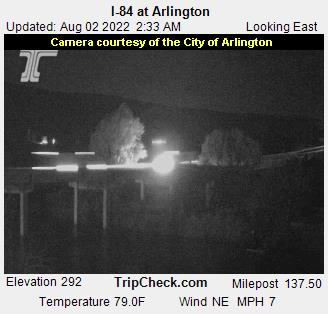 I-84 at Arlington
Updated: Aug 02 2022 2:33 AM Looking East
Camera courtesy of the City of Arlington
Elevation 292 TripCheck.com Milepost 137.50
Temperature 79.0F Wind NE MPH 7